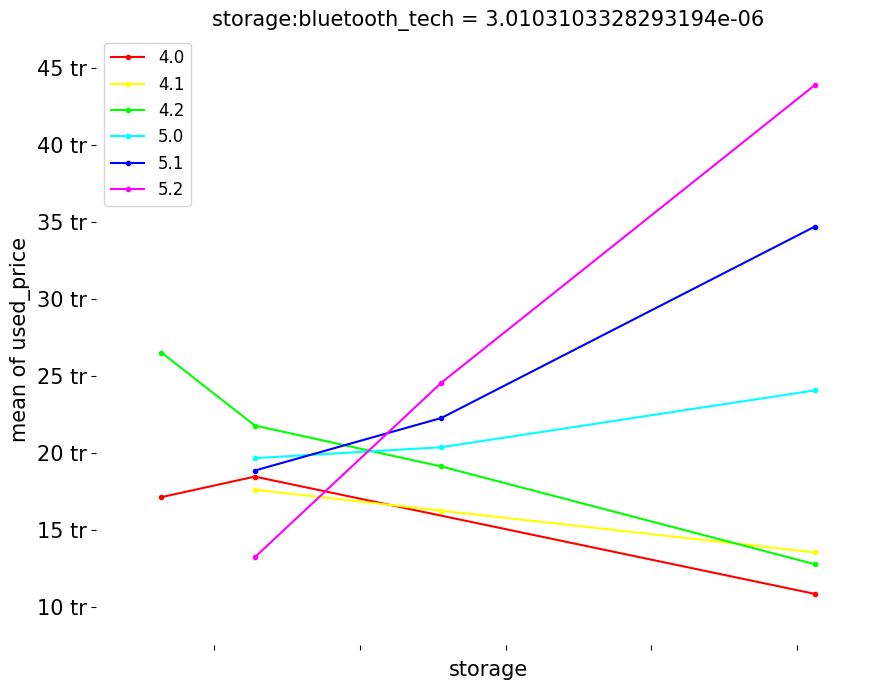 storage:bluetooth_tech = 3.0103103328293194e-06
4.0
4.1
4.2
5.0
5.1
5.2
45 tr
40 tr
35 tr
30 tr
25 tr
20 tr
15 tr
10 tr
mean of used_price
storage